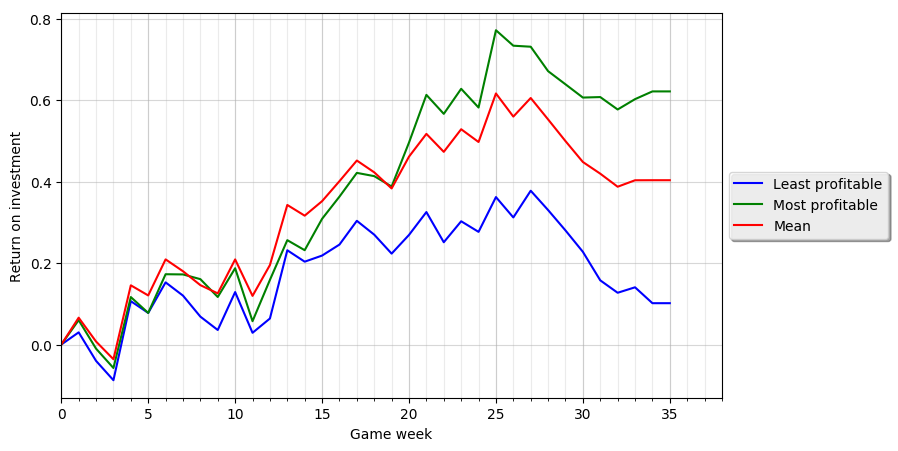 0.8
0.6
0.4
0.2
0.0
Return on investment
0 5 10 15 20 25 30 35
Game week
Least profitable
Most profitable
Mean